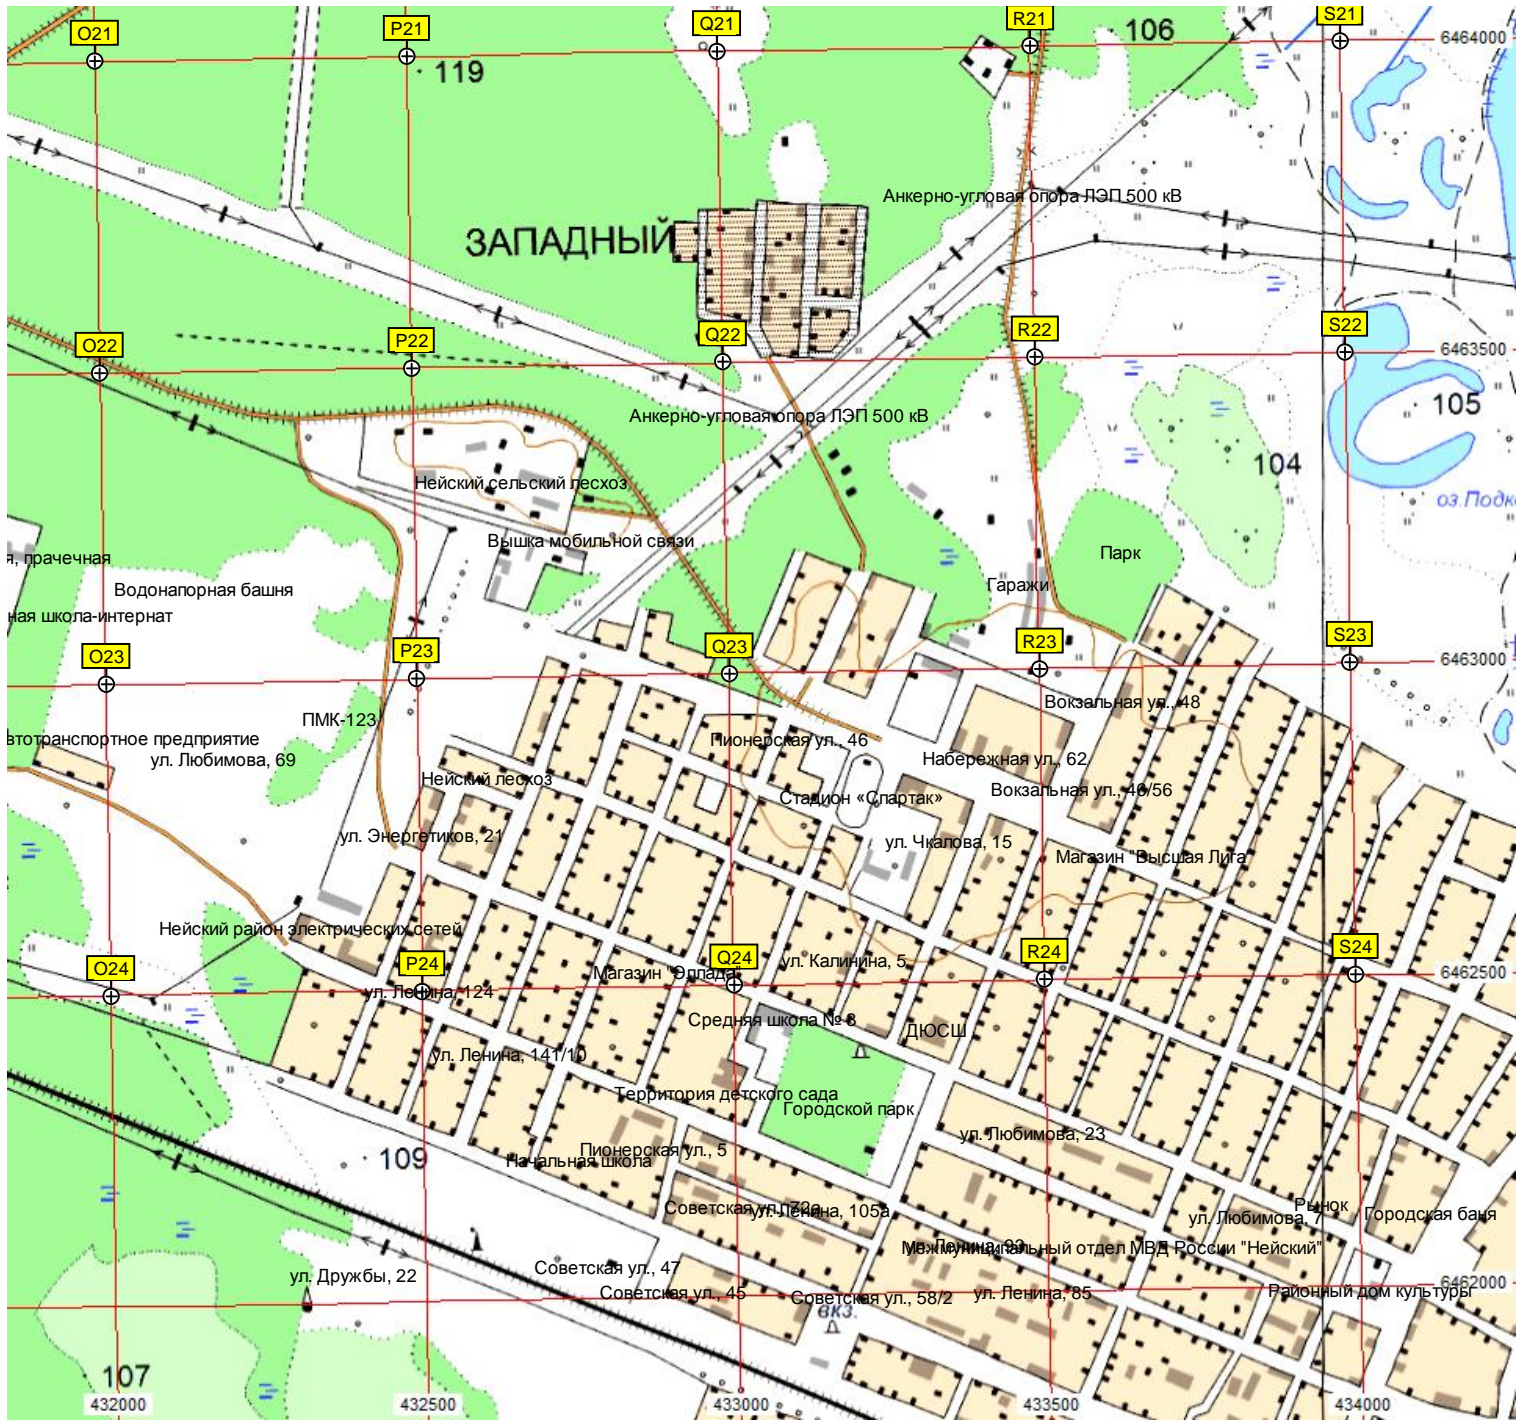 O21
P21
Q21
R21
S21
106
6464000
119
Анкерно-угловая опора ЛЭП 500 кВ
ЗАПАДНЫЙ
O22
P22
Q22
R22
S22
6463500
105
Анкерно-угловая опора ЛЭП 500 кВ
104
Нейский сельский лесхоз
оз.Подк
Вышка мобильной связи
Парк
я, прачечная
Водонапорная башня
Гаражи
ная школа-интернат
O23
P23
Q23
R23
S23
6463000
Вокзальная ул., 48
ПМК-123
втотранспортное предприятие
Пионерская ул., 46
ул. Любимова, 69
Набережная ул., 62
Нейский лесхоз
Вокзальная ул., 46/56
Стадион «Спартак»
ул. Энергетиков, 21
ул. Чкалова, 15
Магазин "Высшая Лига"
Нейский район электрических сетей
O24
P24
Q24
R24
S24
ул. Калинина, 5
Магазин "Эллада"
6462500
ул. Ленина, 124
Средняя школа № 8
ДЮСШ
ул. Ленина, 141/10
Территория детского сада
Городской парк
ул. Любимова, 23
109
Пионерская ул., 5
Начальная школа
Советская ул., 72а
ул. Ленина, 105а
Рынок
ул. Любимова, 7
Городская баня
ул. Ленина, 93
Межмуниципальный отдел МВД России "Нейский"
Советская ул., 47
ул. Дружбы, 22
6462000
Советская ул., 45
Советская ул., 58/2
ул. Ленина, 85
Районный дом культуры
вкз.
107
432000
432500
433000
433500
434000